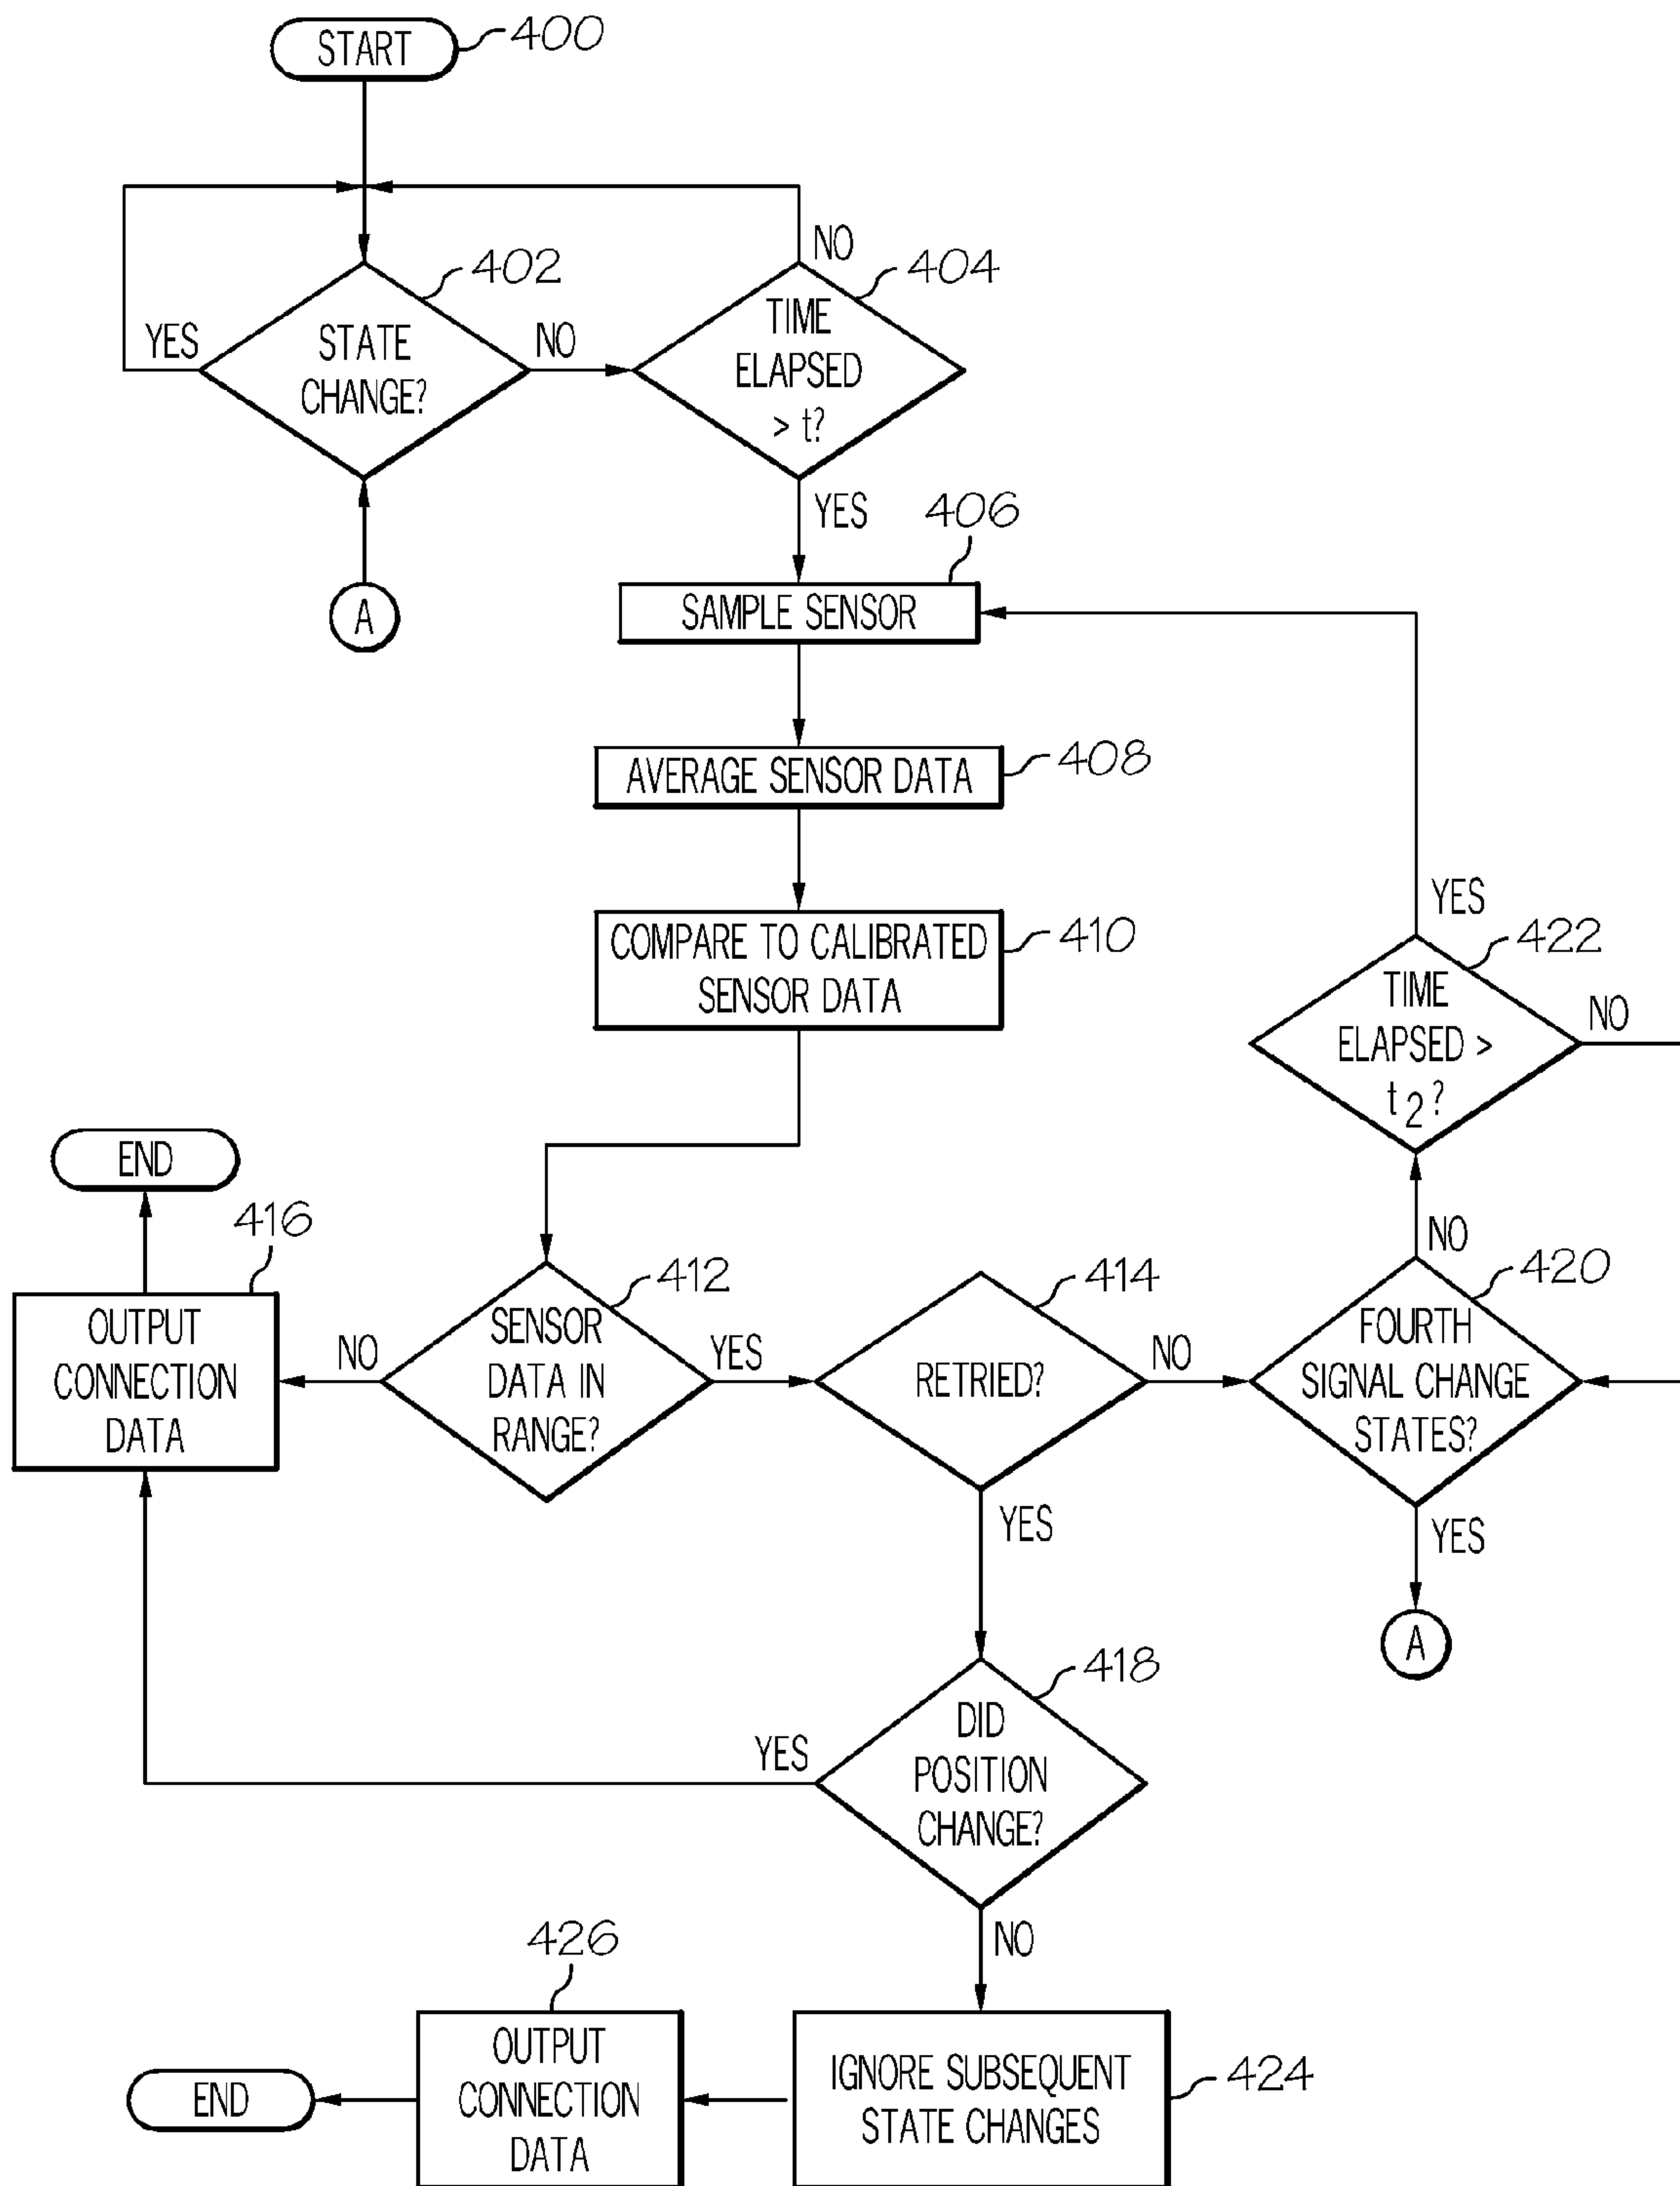 START
400
NO
402
404
YES
STATE
CHANGE?
NO
TIME
ELAPSED
> t?
YES
406
A
SAMPLE SENSOR
AVERAGE SENSOR DATA
408
COMPARE TO CALIBRATED
SENSOR DATA
410
YES
422
TIME
ELAPSED >
t2?
NO
END
416
NO
OUTPUT
CONNECTION
DATA
NO
412
SENSOR
DATA IN
RANGE?
YES
414
RETRIED?
NO
420
FOURTH
SIGNAL CHANGE
STATES?
YES
YES
A
418
YES
DID
POSITION
CHANGE?
NO
426
OUTPUT
CONNECTION
DATA
END
IGNORE SUBSEQUENT
STATE CHANGES
424